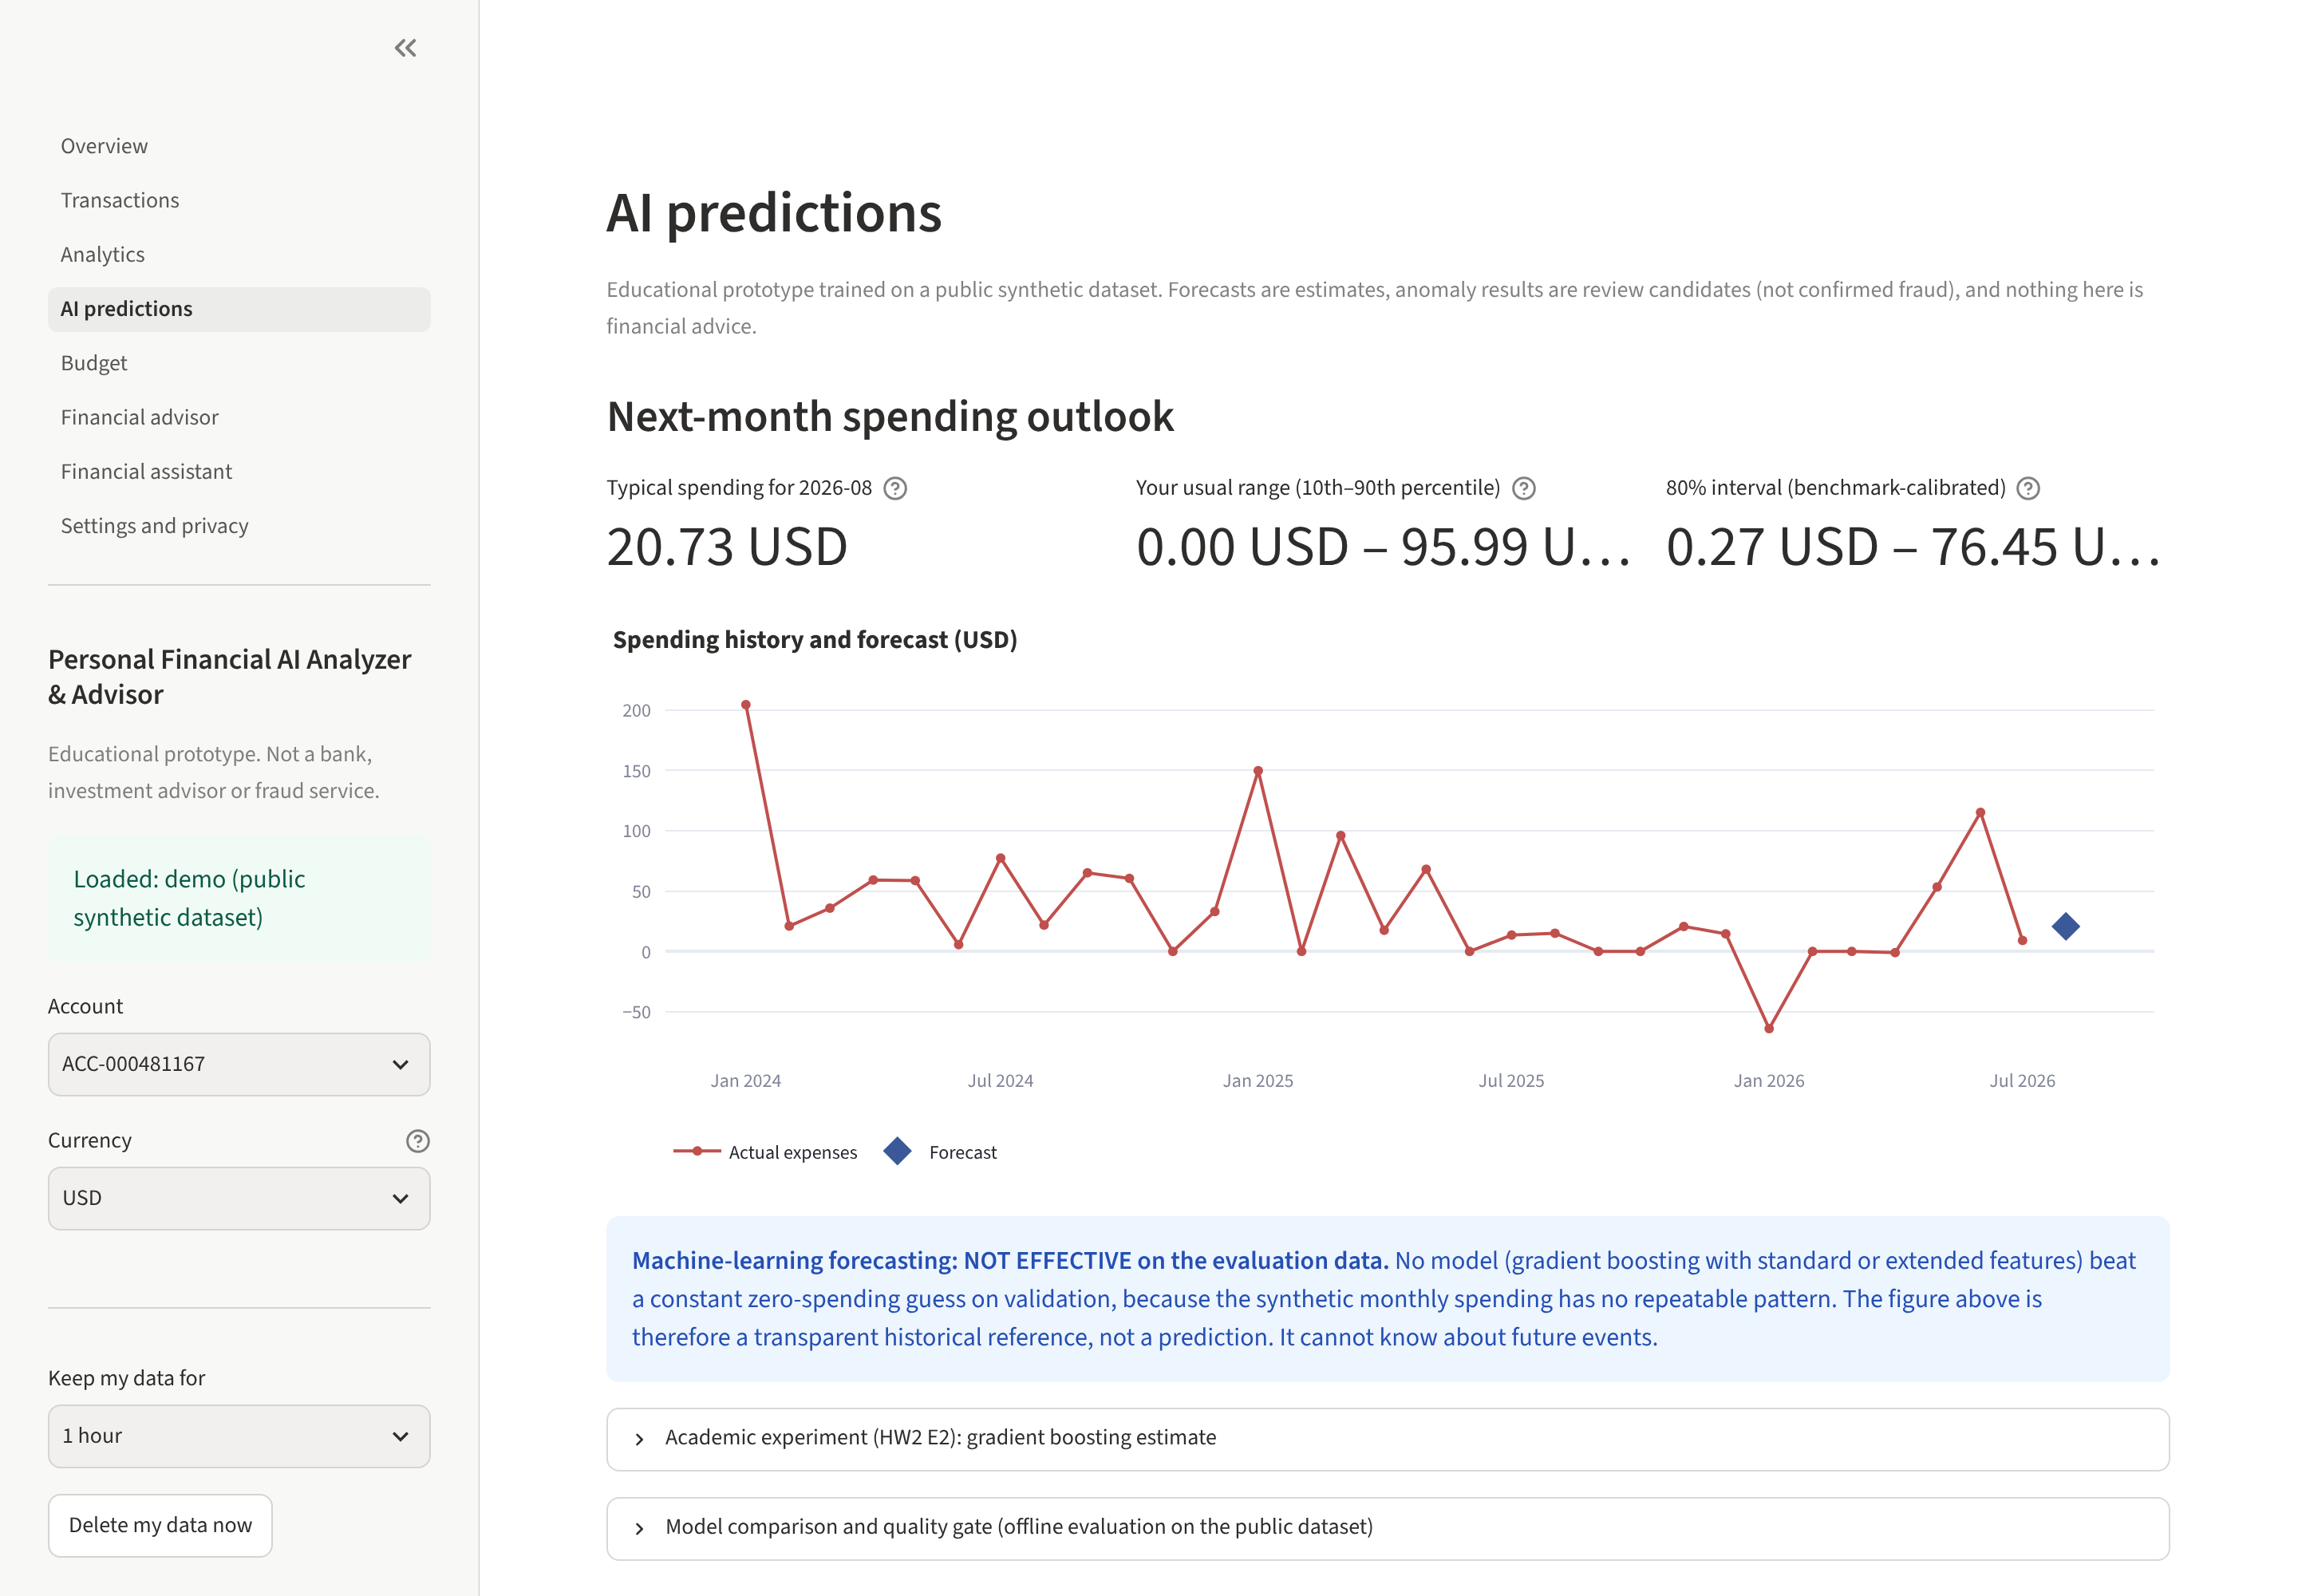 Overview
Transactions
Analytics
AI predictions
Budget
Financial advisor
Financial assistant
Settings and privacy
Personal Financial AI Analyzer
& Advisor
Educational prototype. Not a bank,
investment advisor or fraud service.
Loaded: demo (public
synthetic dataset)
Account
ACC-000481167
Currency
USD
Keep my data for
1 hour
Delete my data now
AI predictions
Educational prototype trained on a public synthetic dataset. Forecasts are estimates, anomaly results are review candidates (not confirmed fraud), and nothing here is
financial advice.
Next-month spending outlook
Typical spending for 2026-08
20.73 USD
Your usual range (10th–90th percentile)
0.00 USD – 95.99 U…
80% interval (benchmark-calibrated)
0.27 USD – 76.45 U…
Spending history and forecast (USD)
200
150
100
50
0
−50
Jan 2024 Jul 2024 Jan 2025 Jul 2025 Jan 2026 Jul 2026
Actual expenses Forecast
Machine-learning forecasting: NOT EFFECTIVE on the evaluation data. No model (gradient boosting with standard or extended features) beat
a constant zero-spending guess on validation, because the synthetic monthly spending has no repeatable pattern. The figure above is
therefore a transparent historical reference, not a prediction. It cannot know about future events.
Academic experiment (HW2 E2): gradient boosting estimate
Model comparison and quality gate (offline evaluation on the public dataset)